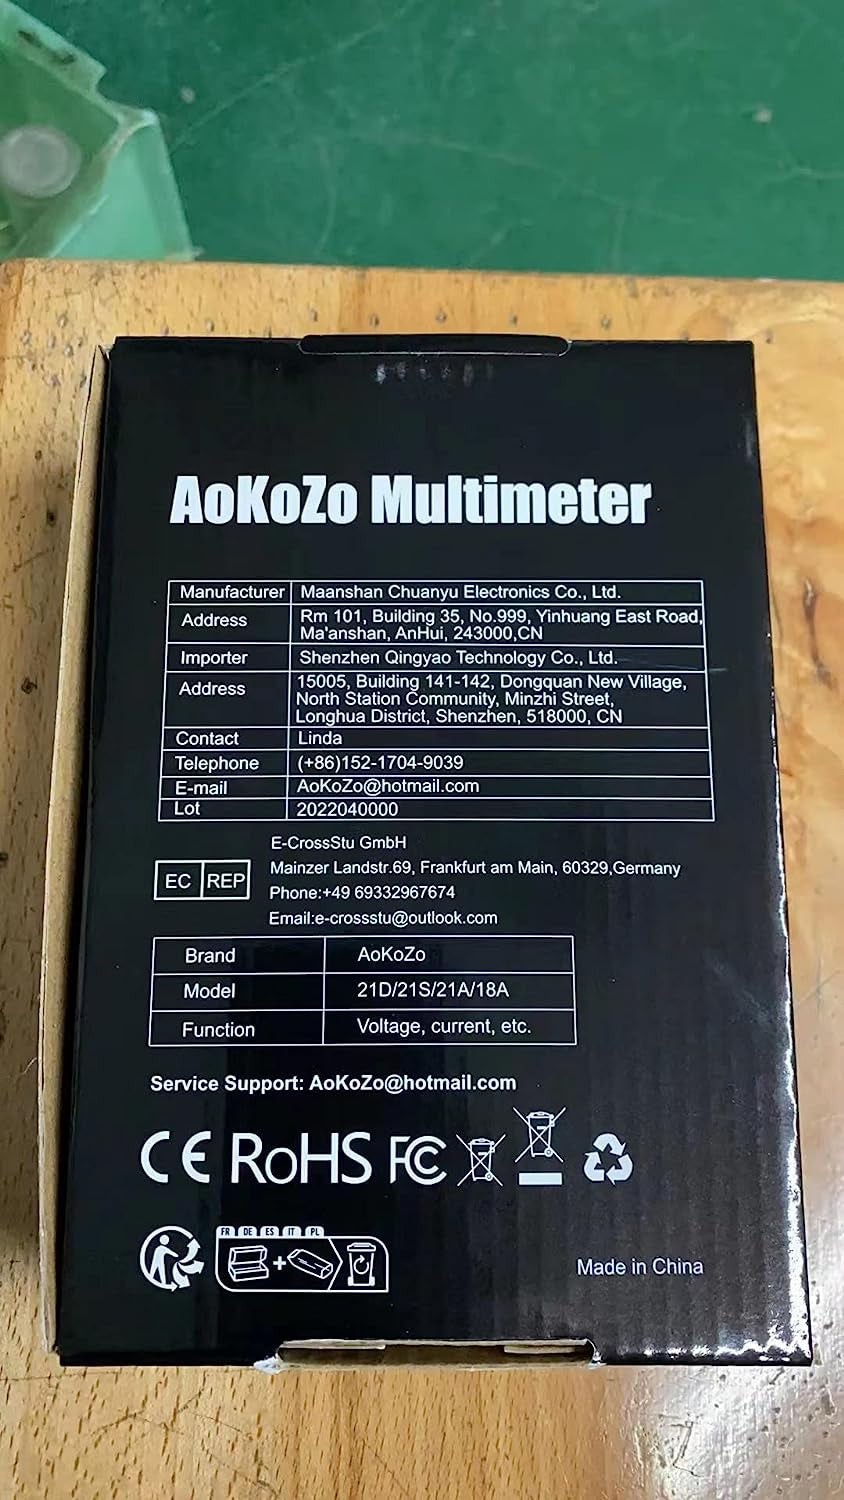 AoKoZo Multimeter
Manufacturer Maanshan Chuanyu Electronics Co., Ltd.
Address Rm 101, Building 35, No.999, Yinhuang East Road,
Ma'anshan, AnHui, 243000,CN
Importer Shenzhen Qingyao Technology Co., Ltd.
Address 15005, Building 141-142, Dongquan New Village,
North Station Community, Minzhi Street,
Longhua District, Shenzhen, 518000, CN
Contact Linda
Telephone (+86)152-1704-9039
E-mail AoKoZo@hotmail.com
Lot 2022040000
E-CrossStu GmbH
EC REP Mainzer Landstr.69, Frankfurt am Main, 60329,Germany
Phone:+49 69332967674
Email:e-crossstu@outlook.com
Brand AoKoZo
Model 21D/21S/21A/18A
Function Voltage, current, etc.
Service Support: AoKoZo@hotmail.com
CE RoHS FC
FR DE ES IT PL
Made in China